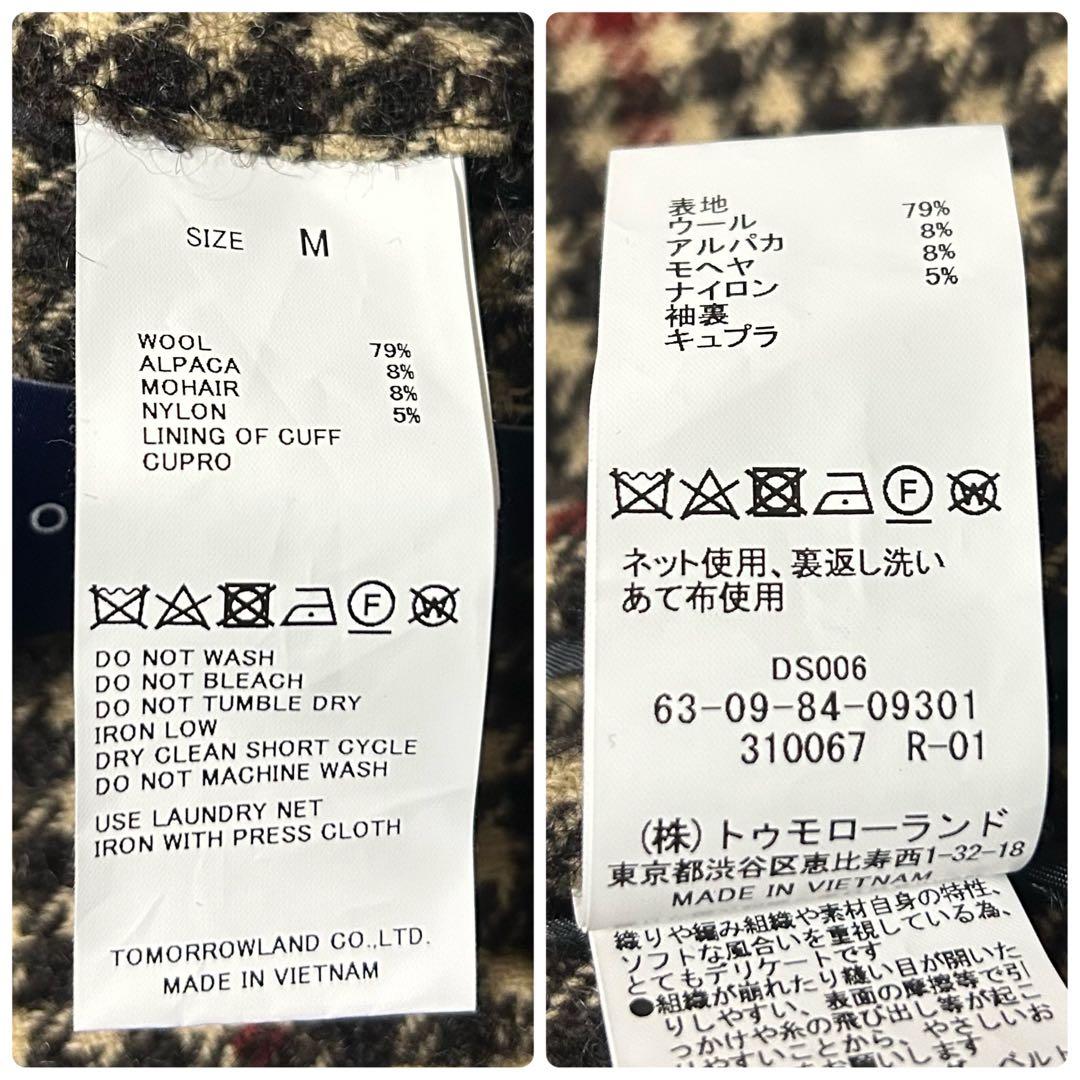 SIZE M
WOOL 79%
ALPACA 8%
MOHAIR 8%
NYLON 5%
LINING OF CUFF
CUPRO
F W
DO NOT WASH
DO NOT BLEACH
DO NOT TUMBLE DRY
IRON LOW
DRY CLEAN SHORT CYCLE
DO NOT MACHINE WASH
USE LAUNDRY NET
IRON WITH PRESS CLOTH
TOMORROWLAND CO.,LTD.
MADE IN VIETNAM
表地
ウール 79%
アルパカ 8%
モヘヤ 8%
ナイロン 5%
袖裏
キュプラ
F W
ネット使用、裏返し洗い
あて布使用
DS006
63-09-84-09301
310067 R-01
(株)トゥモローランド
東京都渋谷区恵比寿西1-32-18
MADE IN VIETNAM
織りや編み組織や素材自身の特性、
ソフトな風合いを重視している為、
とてもデリケートです
●組織が崩れたり縫い目が開いた
りしやすい、表面の摩擦等で引
っかけや糸の飛び出し等が起こ
りやすいことから、やさしいお
お願いします
ベルト